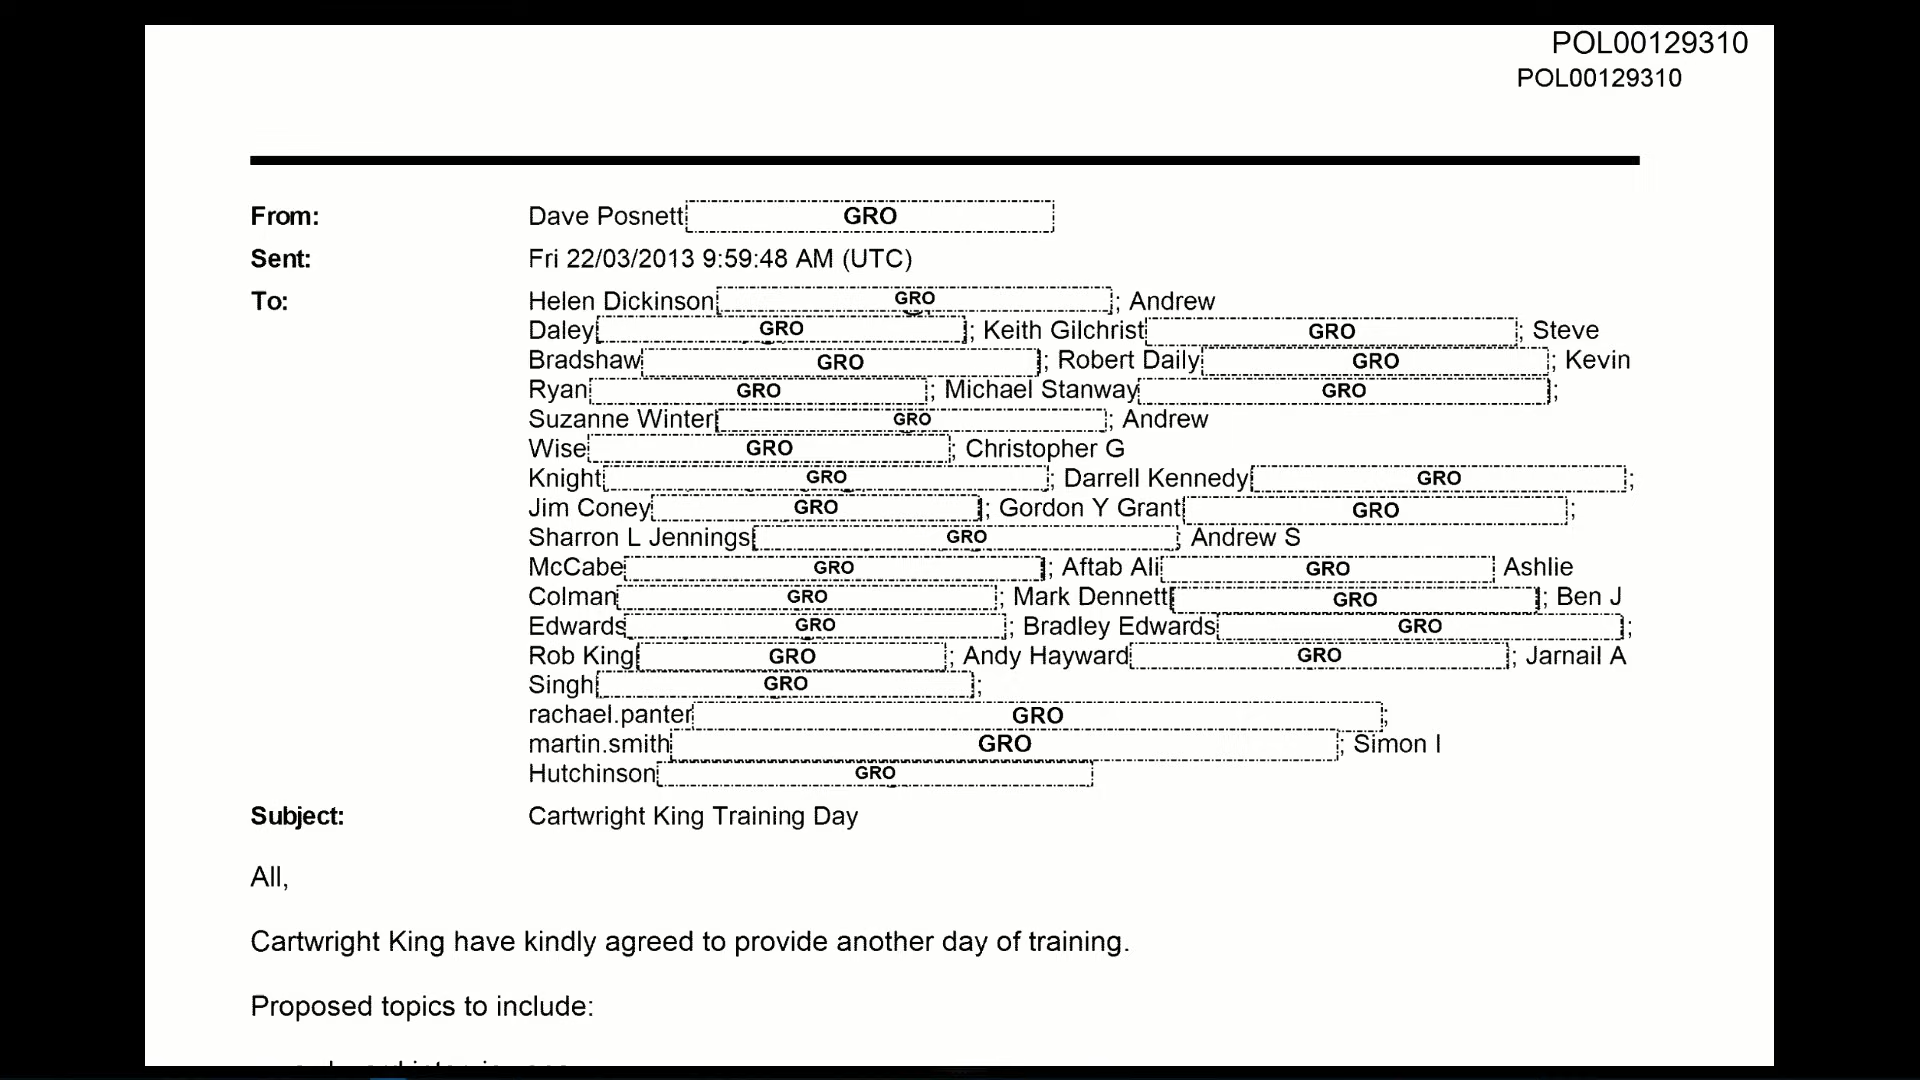 POL00129310
POL00129310
From: Dave Posnett GRO
Sent: Fri 22/03/2013 9:59:48 AM (UTC)
To: Helen Dickinson GRO ; Andrew
Daley GRO ; Keith Gilchrist GRO ; Steve
Bradshaw GRO ; Robert Daily GRO ; Kevin
Ryan GRO ; Michael Stanway GRO ;
Suzanne Winter GRO ; Andrew
Wise GRO ; Christopher G
Knight GRO ; Darrell Kennedy GRO ;
Jim Coney GRO ; Gordon Y Grant GRO ;
Sharron L Jennings GRO ; Andrew S
McCabe GRO ; Aftab Ali GRO Ashlie
Colman GRO ; Mark Dennett GRO ; Ben J
Edwards GRO ; Bradley Edwards GRO ;
Rob King GRO ; Andy Hayward GRO ; Jarnail A
Singh GRO ;
rachael.panter GRO ;
martin.smith GRO ; Simon I
Hutchinson GRO
Subject: Cartwright King Training Day
All,
Cartwright King have kindly agreed to provide another day of training.
Proposed topics to include: